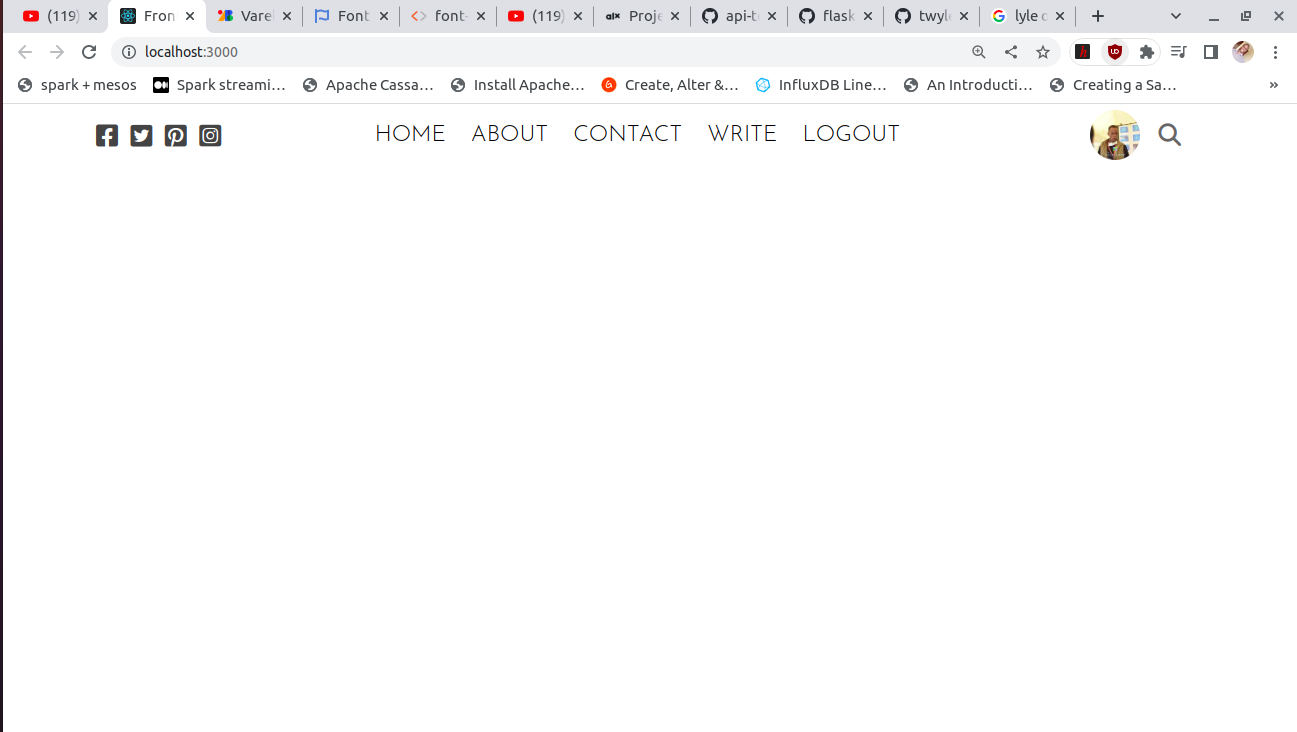 (119) Fron Vare Font font- (119) Proje api-t flask twyl lyle
localhost:3000
spark + mesos Spark streami... Apache Cassa... Install Apache... Create, Alter &... InfluxDB Line... An Introducti... Creating a Sa... »
HOME ABOUT CONTACT WRITE LOGOUT